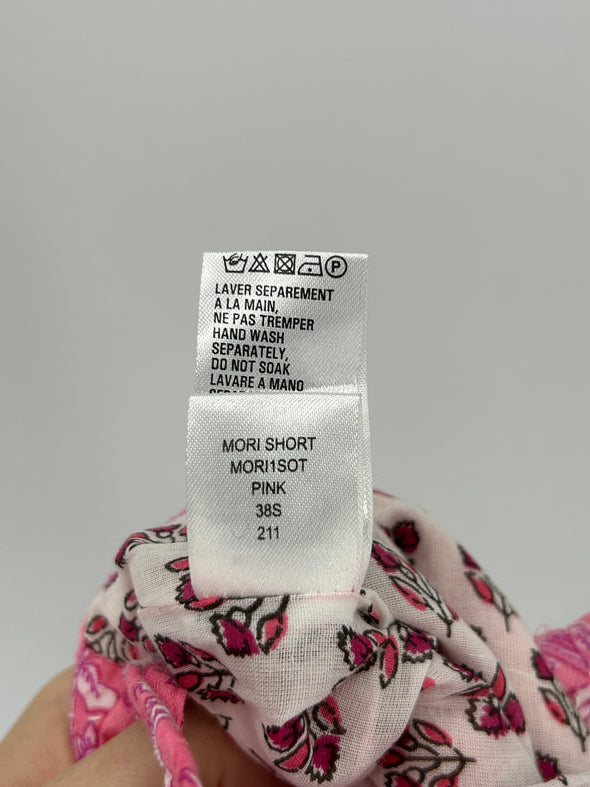 P
LAVER SEPAREMENT
A LA MAIN,
NE PAS TREMPER
HAND WASH
SEPARATELY,
DO NOT SOAK
LAVARE A MANO
MORI SHORT
MORI1SOT
PINK
38S
211